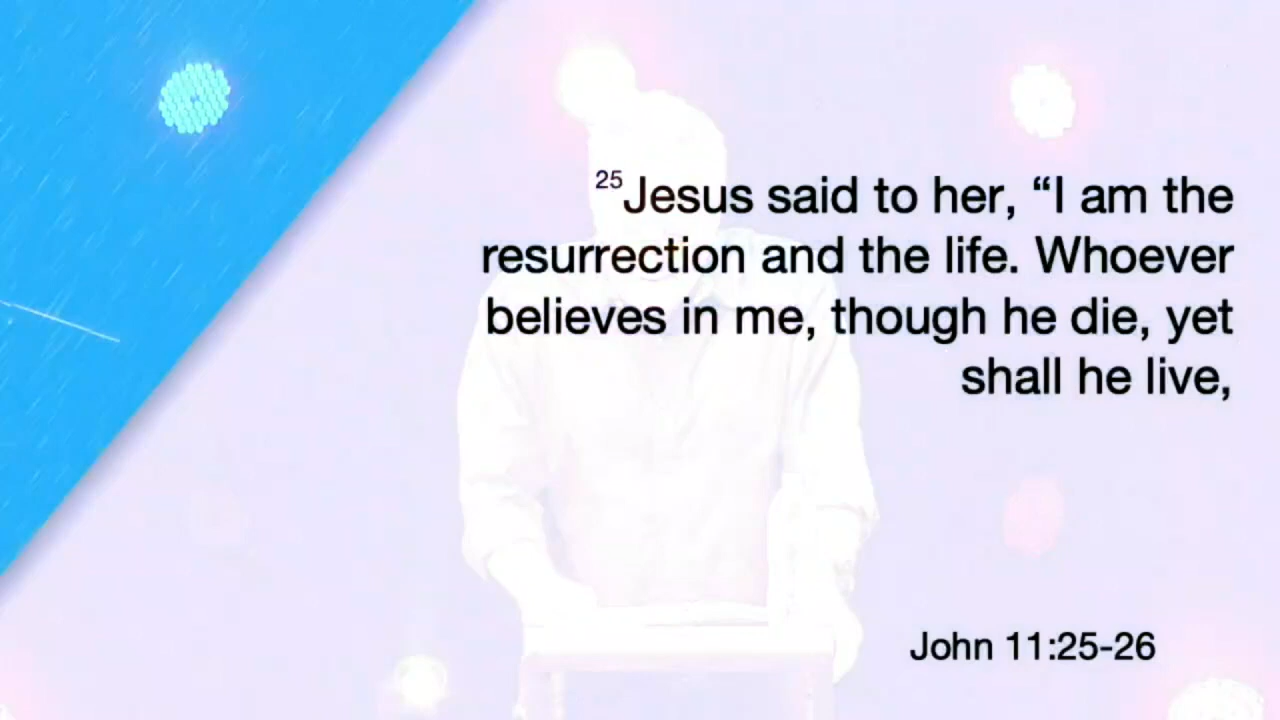 25Jesus said to her, “I am the
resurrection and the life. Whoever
believes in me, though he die, yet
shall he live,
John 11:25-26